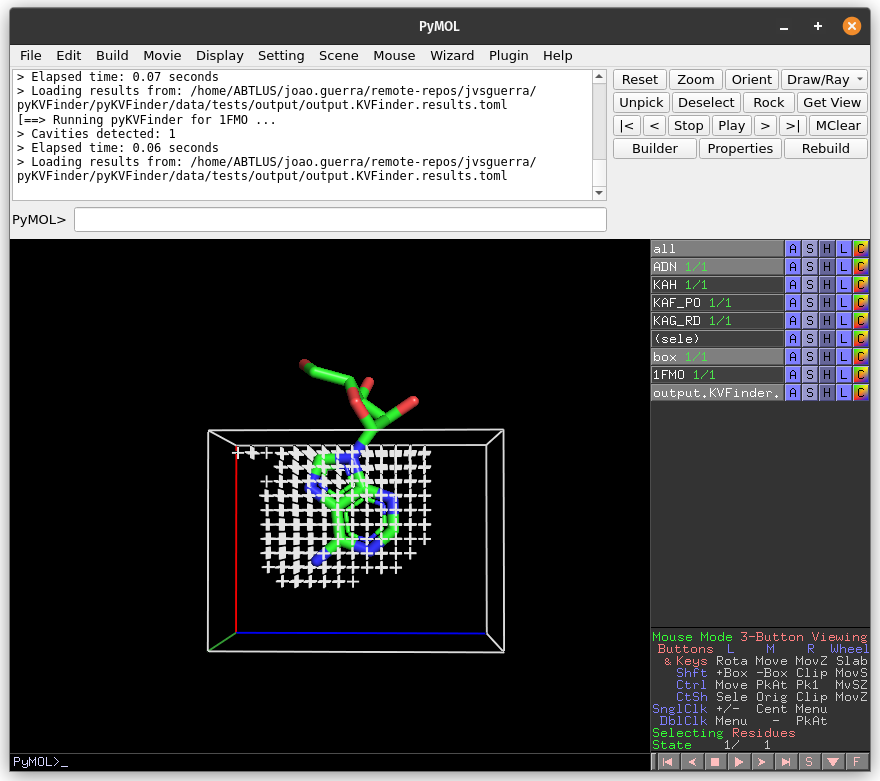 PyMOL
File Edit Build Movie Display Setting Scene Mouse Wizard Plugin Help
> Elapsed time: 0.07 seconds
> Loading results from: /home/ABTLUS/joao.guerra/remote-repos/jvsguerra/
pyKVFinder/pyKVFinder/data/tests/output/output.KVFinder.results.toml
[==> Running pyKVFinder for 1FMO ...
> Cavities detected: 1
> Elapsed time: 0.06 seconds
> Loading results from: /home/ABTLUS/joao.guerra/remote-repos/jvsguerra/
pyKVFinder/pyKVFinder/data/tests/output/output.KVFinder.results.toml
PyMOL>
Reset Zoom Orient Draw/Ray
Unpick Deselect Rock Get View
|< < Stop Play > >| MClear
Builder Properties Rebuild
all A S H L C
ADN 1/1 A S H L C
KAH 1/1 A S H L C
KAF_PO 1/1 A S H L C
KAG_RD 1/1 A S H L C
(sele) A S H L C
box 1/1 A S H L C
1FMO 1/1 A S H L C
output.KVFinder. A S H L C
Mouse Mode 3-Button Viewing
Buttons L M R Wheel
& Keys Rota Move MovZ Slab
Shft +Box -Box Clip MovS
Ctrl Move PkAt Pk1 MvSZ
CtSh Sele Orig Clip MovZ
SnglClk +/- Cent Menu
DblClk Menu - PkAt
Selecting Residues
State 1/ 1
PyMOL>_
S F